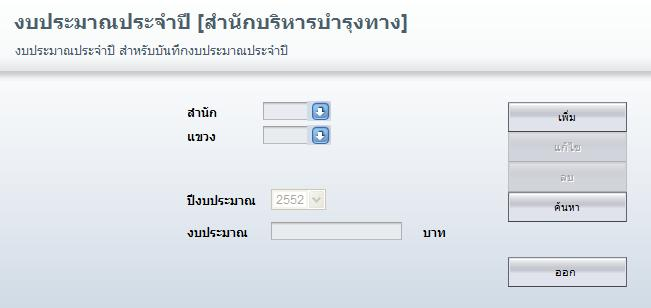 งบประมาณประจำปี [สำนักบริหารบำรุงทาง]
งบประมาณประจำปี สำหรับบันทึกงบประมาณประจำปี
สำนัก
เพิ่ม
แขวง
แก้ไข
ลบ
ปีงบประมาณ 2552
ค้นหา
งบประมาณ บาท
ออก